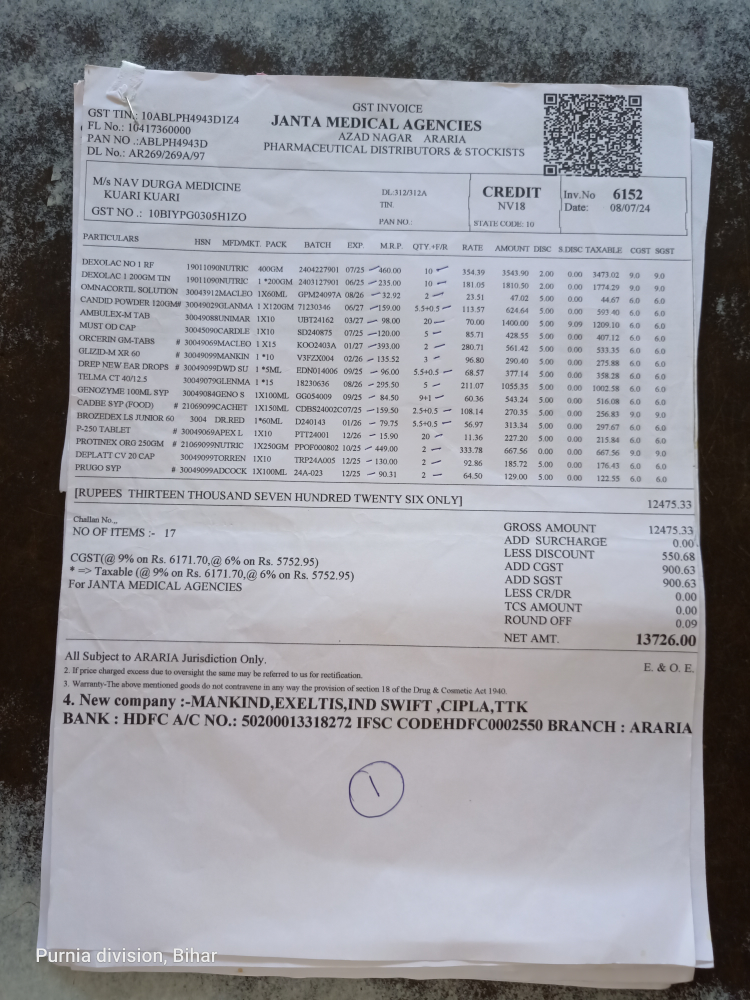 GST INVOICE
GST TIN.: 10ABLPH4943D1Z4
FL No.: 10417360000
PAN NO .:ABLPH4943D
DL No.: AR269/269A/97
JANTA MEDICAL AGENCIES
AZAD NAGAR ARARIA
PHARMACEUTICAL DISTRIBUTORS & STOCKISTS
M/s NAV DURGA MEDICINE
KUARI KUARI
GST NO .: 10BIYPG0305H1ZO
DL:312/312A
TIN.
PAN NO.:
CREDIT
NV18
STATE CODE: 10
Inv.No 6152
Date: 08/07/24
PARTICULARS HSN MFD/MKT. PACK BATCH EXP M.R.P. QTY.+F/R RATE AMOUNT DISC S.DISC TAXABLE CGST SGST
DEXOLAC NO 1 RF 19011090NUTRIC 400GM 2404227901 07/25 460.00 10 354.39 3543.90 2.00 0.00 3473.02 9.0 9.0
DEXOLAC 1 200GM TIN 19011090NUTRIC 1 *200GM 2403127901 06/25 235.00 10 181.05 1810.50 2.00 0.00 1774.29 9.0 9.0
OMNACORTIL SOLUTION 30043912MACLEO 1X60ML GPM24097A 08/26 32.92 2 23.51 47.02 5.00 0.00 44.67 6.0 6.0
CANDID POWDER 120GM# 30049029GLANMA 1 X120GM 71230346 06/27 159.00 5.5+0.5 113.57 624.64 5.00 0.00 593.40 6.0 6.0
AMBULEX-M TAB 30049088UNIMAR 1X10 UBT24162 03/27 98.00 20 70.00 1400.00 5.00 9.09 1209.10 6.0 6.0
MUST OD CAP 30045090CARDLE 1X10 SD240875 07/25 120.00 5 85.71 428.55 5.00 0.00 407.12 6.0 6.0
ORCERIN GM-TABS # 30049069MACLEO 1 X15 KOO2403A 01/27 393.00 2 280.71 561.42 5.00 0.00 533.35 6.0 6.0
GLIZID-M XR 60 30049099MANKIN 1 *10 V3FZX004 02/26 135.52 3 96.80 290.40 5.00 0.00 275.88 6.0 6.0
DREP NEW EAR DROPS # 30049099DWD SU 1 *5ML EDN014006 09/25 96.00 5.5+0.5 68.57 377.14 5.00 0.00 358.28 6.0 6.0
TELMA CT 40/12.5 30049079GLENMA 1 *15 18230636 08/26 295.50 5 211.07 1055.35 5.00 0.00 1002.58 6.0 6.0
GENOZYME 100ML SYP 30049084GENO S 1X100ML GG054009 09/25 84.50 9+1 60.36 543.24 5.00 0.00 516.08 6.0 6.0
CADBE SYP (FOOD) # 21069099CACHET 1X150ML CDBS24002C07/25 159.50 2.5+0.5 108.14 270.35 5.00 0.00 256.83 9.0 9.0
BROZEDEX LS JUNIOR 60 3004 DR.RED 1*60ML D240143 01/26 79.75 5.5+0.5 56.97 313.34 5.00 0.00 297.67 6.0 6.0
P-250 TABLET # 30049069APEX L 1X10 PTT24001 12/26 15.90 20 11.36 227.20 5.00 0.00 215.84 6.0 6.0
PROTINEX ORG 250GM # 21069099NUTRIC 1X250GM PPOF000802 10/25 449.00 2 333.78 667.56 0.00 0.00 667.56 9.0 9.0
DEPLATT CV 20 CAP 30049099TORREN 1X10 TRP24A005 12/25 130.00 2 92.86 185.72 5.00 0.00 176.43 6.0 6.0
PRUGO SYP # 30049099ADCOCK 1X100ML 24A-023 12/25 90.31 2 64.50 129.00 5.00 0.00 122.55 6.0 6.0
[RUPEES THIRTEEN THOUSAND SEVEN HUNDRED TWENTY SIX ONLY] 12475.33
Challan No.,,
NO OF ITEMS :- 17
CGST(@ 9% on Rs. 6171.70,@ 6% on Rs. 5752.95)
* => Taxable (@ 9% on Rs. 6171.70,@ 6% on Rs. 5752.95)
For JANTA MEDICAL AGENCIES
GROSS AMOUNT 12475.33
ADD SURCHARGE 0.00
LESS DISCOUNT 550.68
ADD CGST 900.63
ADD SGST 900.63
LESS CR/DR 0.00
TCS AMOUNT 0.00
ROUND OFF 0.09
NET AMT. 13726.00
All Subject to ARARIA Jurisdiction Only. E. & O. E.
2. If price charged excess due to oversight the same may be referred to us for rectification.
3. Warranty-The above mentioned goods do not contravene in any way the provision of section 18 of the Drug & Cosmetic Act 1940.
4. New company :-MANKIND,EXELTIS,IND SWIFT ,CIPLA,TTK
BANK : HDFC A/C NO.: 50200013318272 IFSC CODEHDFC0002550 BRANCH : ARARIA
1
Purnia division, Bihar